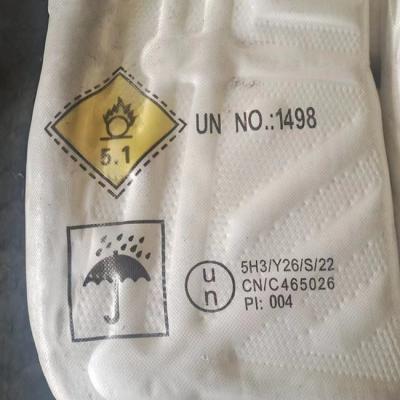 5.1
UN NO.:1498
u
n
5H3/Y26/S/22
CN/C465026
PI: 004